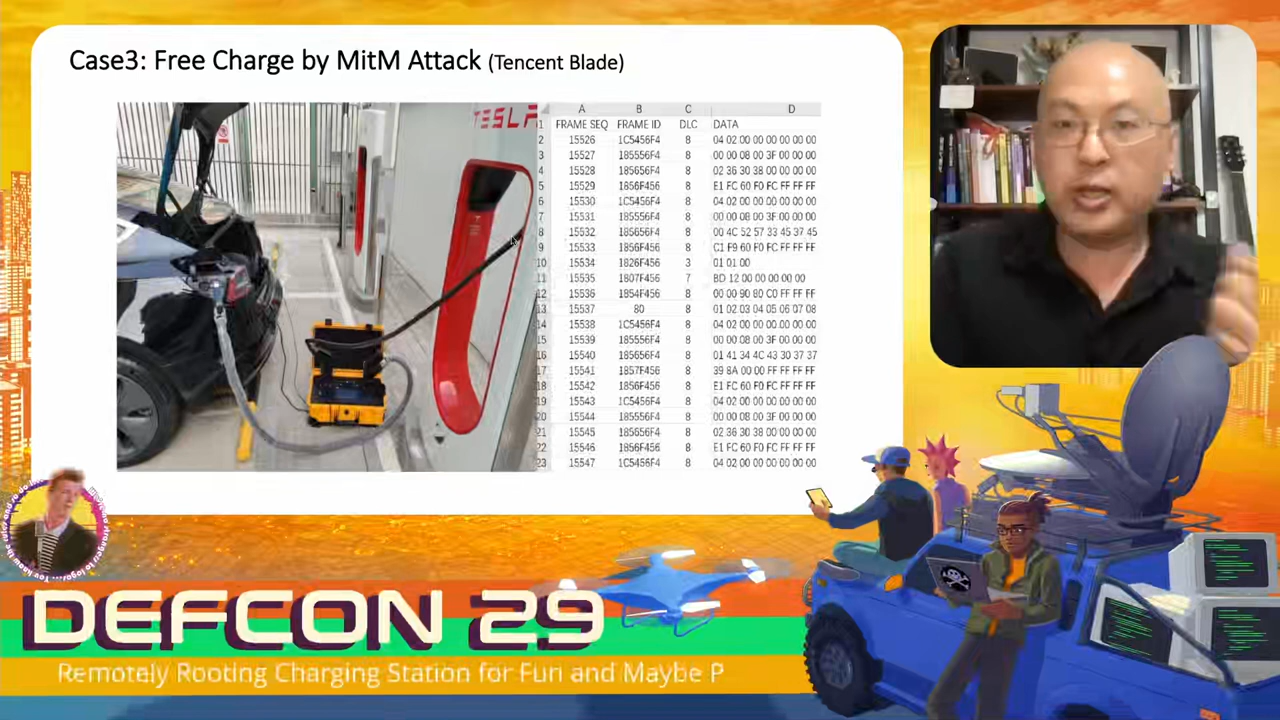 Case3: Free Charge by MitM Attack (Tencent Blade)
TESLA
A B C D
1 FRAME SEQ FRAME ID DLC DATA
2 15526 1C5456F4 8 04 02 00 00 00 00 00 00
3 15527 185556F4 8 00 00 08 00 3F 00 00 00
4 15528 185656F4 8 02 36 30 38 00 00 00 00
5 15529 1856F456 8 E1 FC 60 F0 FC FF FF FF
6 15530 1C5456F4 8 04 02 00 00 00 00 00 00
7 15531 185556F4 8 00 00 08 00 3F 00 00 00
8 15532 185656F4 8 00 4C 52 57 33 45 37 45
9 15533 1856F456 8 C1 F9 60 F0 FC FF FF FF
10 15534 1826F456 3 01 01 00
11 15535 1807F456 7 BD 12 00 00 00 00 00
12 15536 1854F456 8 00 00 90 80 C0 FF FF FF
13 15537 80 8 01 02 03 04 05 06 07 08
14 15538 1C5456F4 8 04 02 00 00 00 00 00 00
15 15539 185556F4 8 00 00 08 00 3F 00 00 00
16 15540 185656F4 8 01 41 34 4C 43 30 37 37
17 15541 1857F456 8 39 8A 00 00 FF FF FF FF
18 15542 1856F456 8 E1 FC 60 F0 FC FF FF FF
19 15543 1C5456F4 8 04 02 00 00 00 00 00 00
20 15544 185556F4 8 00 00 08 00 3F 00 00 00
21 15545 185656F4 8 02 36 30 38 00 00 00 00
22 15546 1856F456 8 E1 FC 60 F0 FC FF FF FF
23 15547 1C5456F4 8 04 02 00 00 00 00 00 00
DEFCON 29
Remotely Rooting Charging Station for Fun and Maybe P